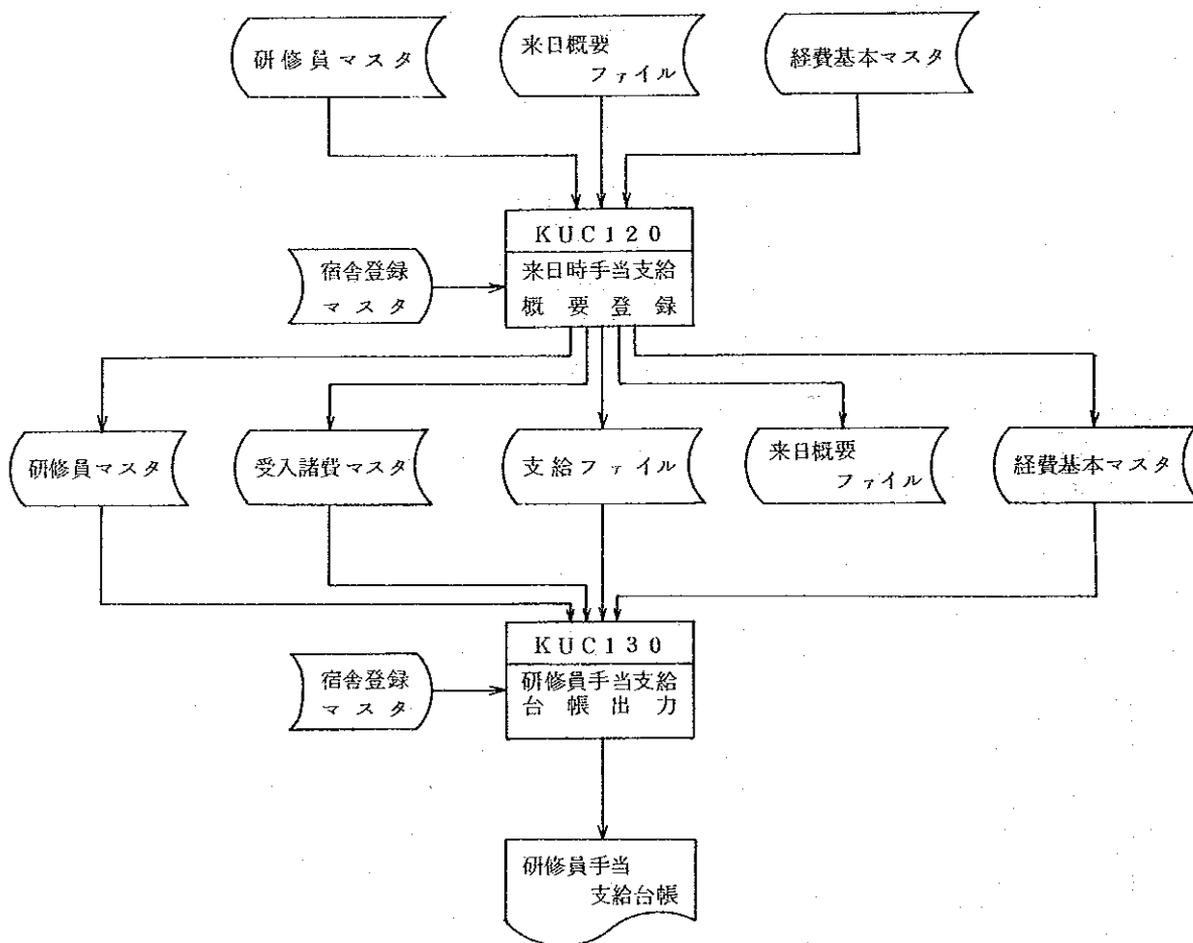 研修員マスタ
来日概要
ファイル
経費基本マスタ
KUC120
宿舎登録
マスタ
来日時手当支給
概要登録
研修員マスタ
受入諸費マスタ
支給ファイル
来日概要
ファイル
経費基本マスタ
KUC130
宿舎登録
マスタ
研修員手当支給
台帳出力
研修員手当
支給台帳